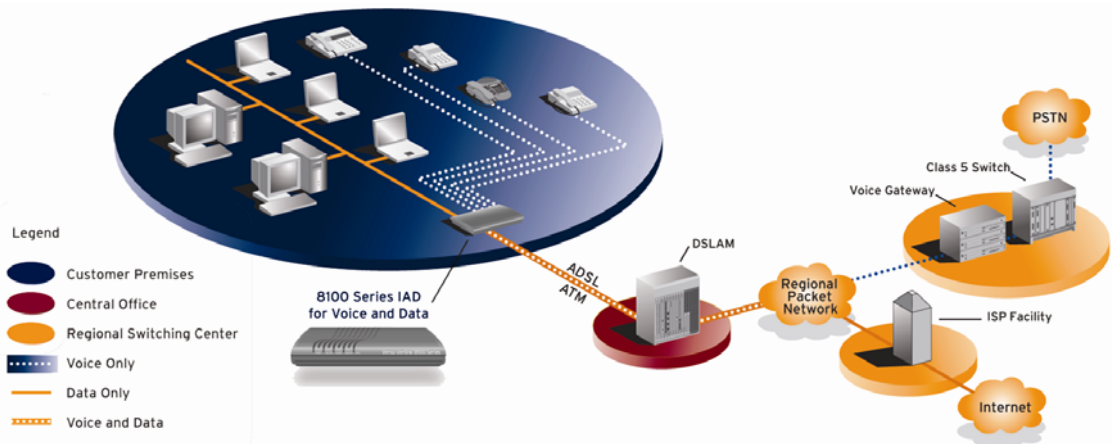 PSTN
Class 5 Switch
Voice Gateway
Legend
DSLAM
Customer Premises
ADSL
ATM
Regional
Packet
Network
8100 Series IAD
for Voice and Data
Central Office
ISP Facility
Regional Switching Center
Voice Only
Data Only
Internet
Voice and Data